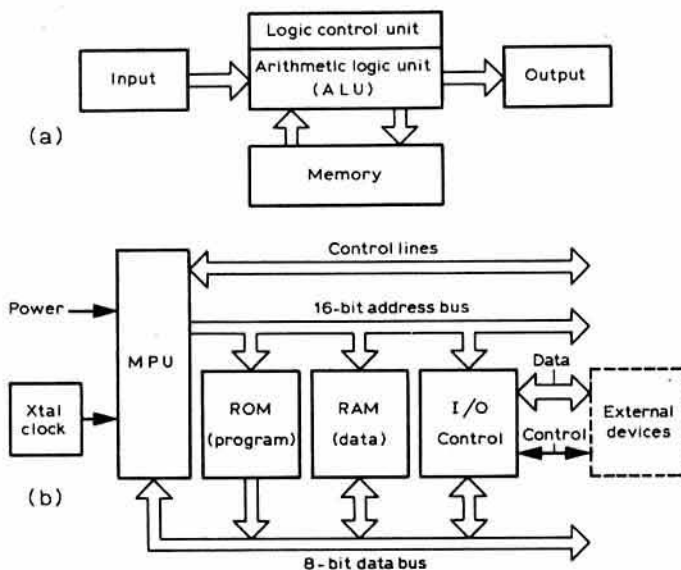 Logic control unit
Input
Arithmetic logic unit
(ALU)
Output
(a)
Memory
Control lines
Power
16-bit address bus
MPU
Data
Xtal
clock
ROM
(program)
RAM
(data)
I/O
Control
Control
External
devices
(b)
8-bit data bus